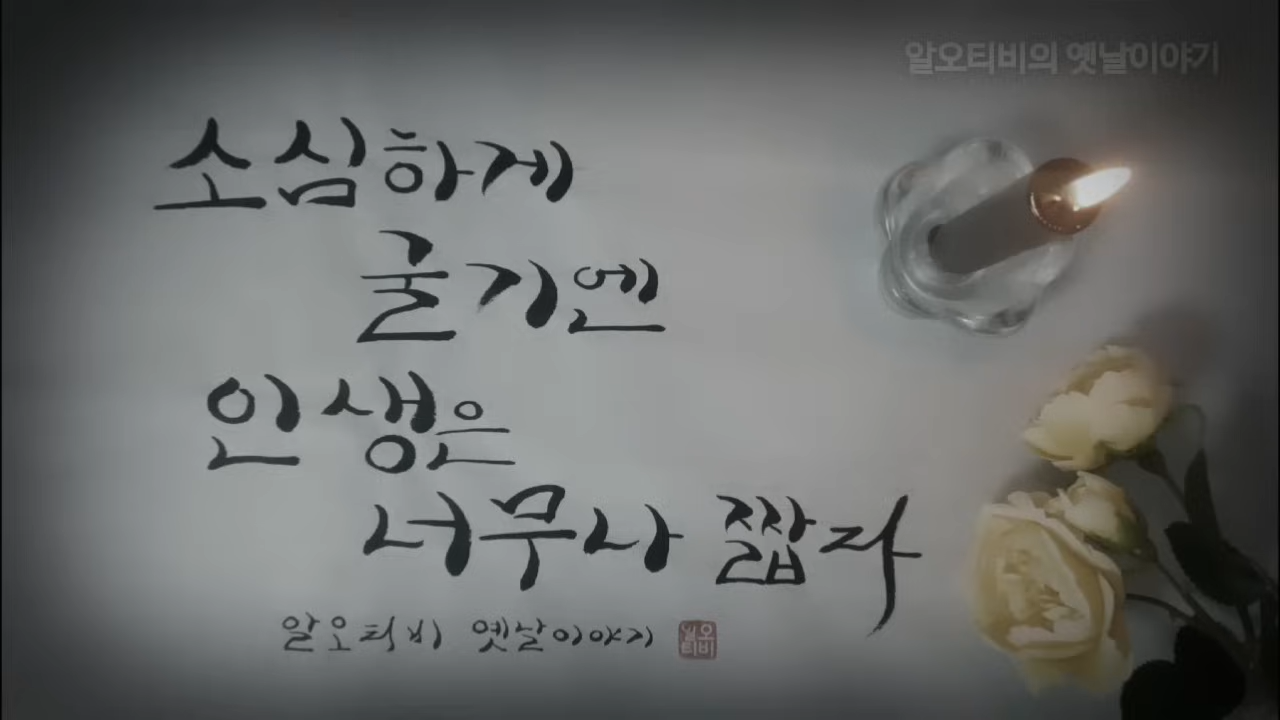 알오티비의 옛날이야기
소심하게
굴기엔
인생은
너무나 짧다
알오티비 옛날이야기
알오
티비